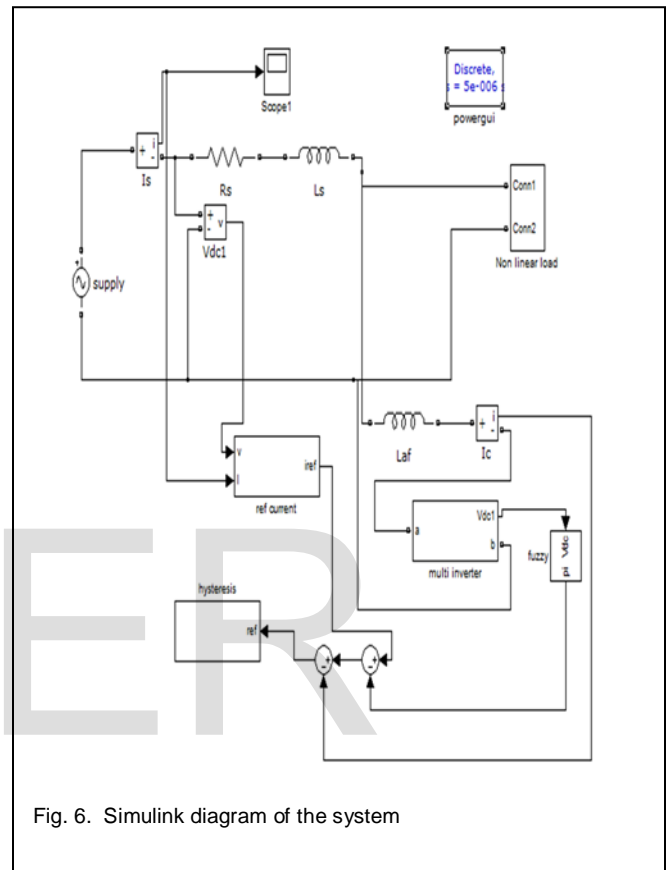 Discrete,
s = 5e-006 s
powergui
Scope1
i
+
-
Is
Rs
Ls
+
-
v
Vdc1
Conn1
Conn2
Non linear load
+
supply
Laf
+
i
-
Ic
v
I
iref
ref current
a
Vdc1
b
multi inverter
fuzzy
pi Vdc
hysteresis
ref
+
-
+
-
ER
Fig. 6. Simulink diagram of the system